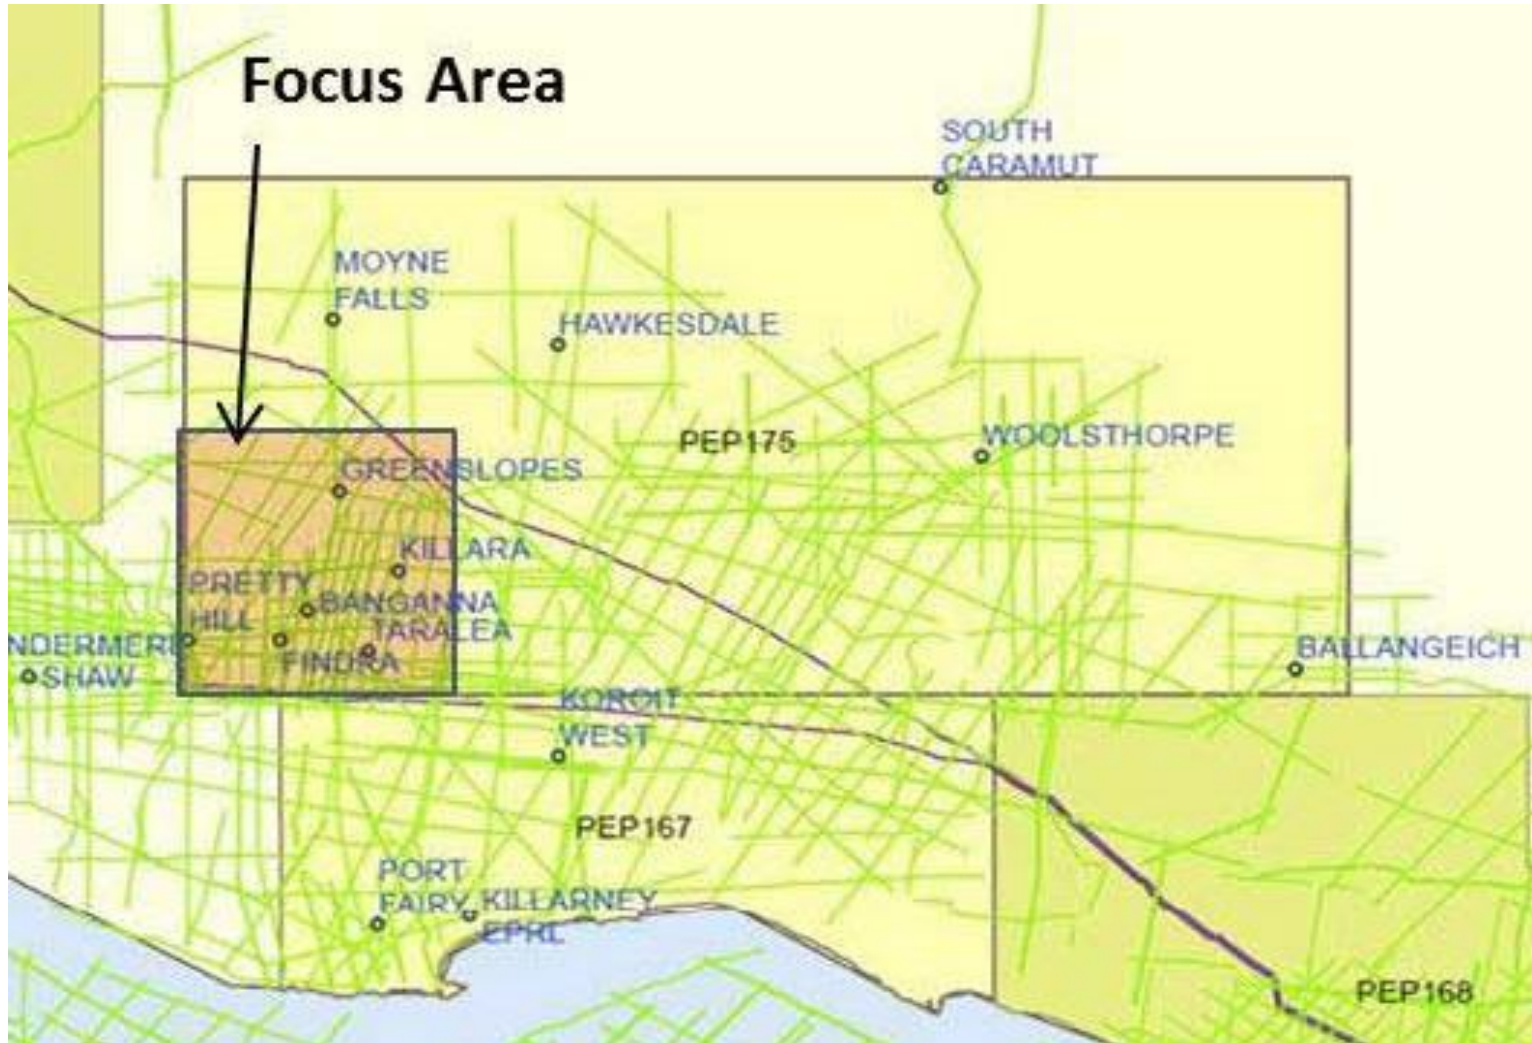 Focus Area
SOUTH
CARAMUT
MOYNE
FALLS
HAWKESDALE
PEP175
WOOLSTHORPE
GREENSLOPES
KILLARA
PRETTY
HILL
BANGANNA
TARALEA
FINDRA
NDERMERE
SHAW
BALLANGEICH
KOROIT
WEST
PEP167
PORT
FAIRY
KILLARNEY
EPRL
PEP168